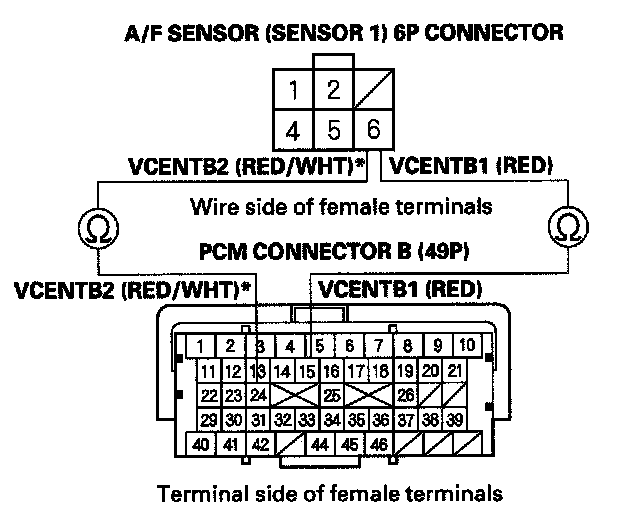 A/F SENSOR (SENSOR 1) 6P CONNECTOR
1 2
4 5 6
VCENTB2 (RED/WHT)* VCENTB1 (RED)
Wire side of female terminals
Ω Ω
PCM CONNECTOR B (49P)
VCENTB2 (RED/WHT)* VCENTB1 (RED)
1 2 3 4 5 6 7 8 9 10
11 12 13 14 15 16 17 18 19 20 21
22 23 24 25 26
29 30 31 32 33 34 35 36 37 38 39
40 41 42 44 45 46
Terminal side of female terminals